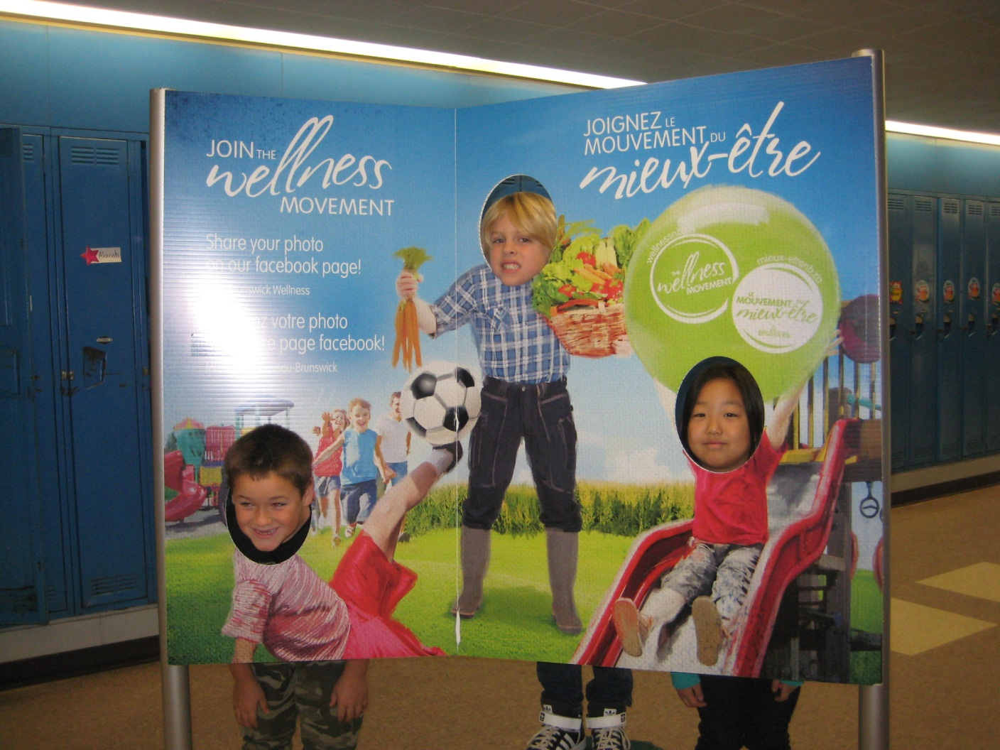 JOIN THE
wellness
MOVEMENT
Share your photo
on our facebook page!
Wellness
votre photo
page facebook!
Brunswick
JOIGNEZ LE
MOUVEMENT DU
mieux-être
THE
wellness
MOVEMENT
mieux-etrenb.ca
LE
MOUVEMENT DU
mieux-être